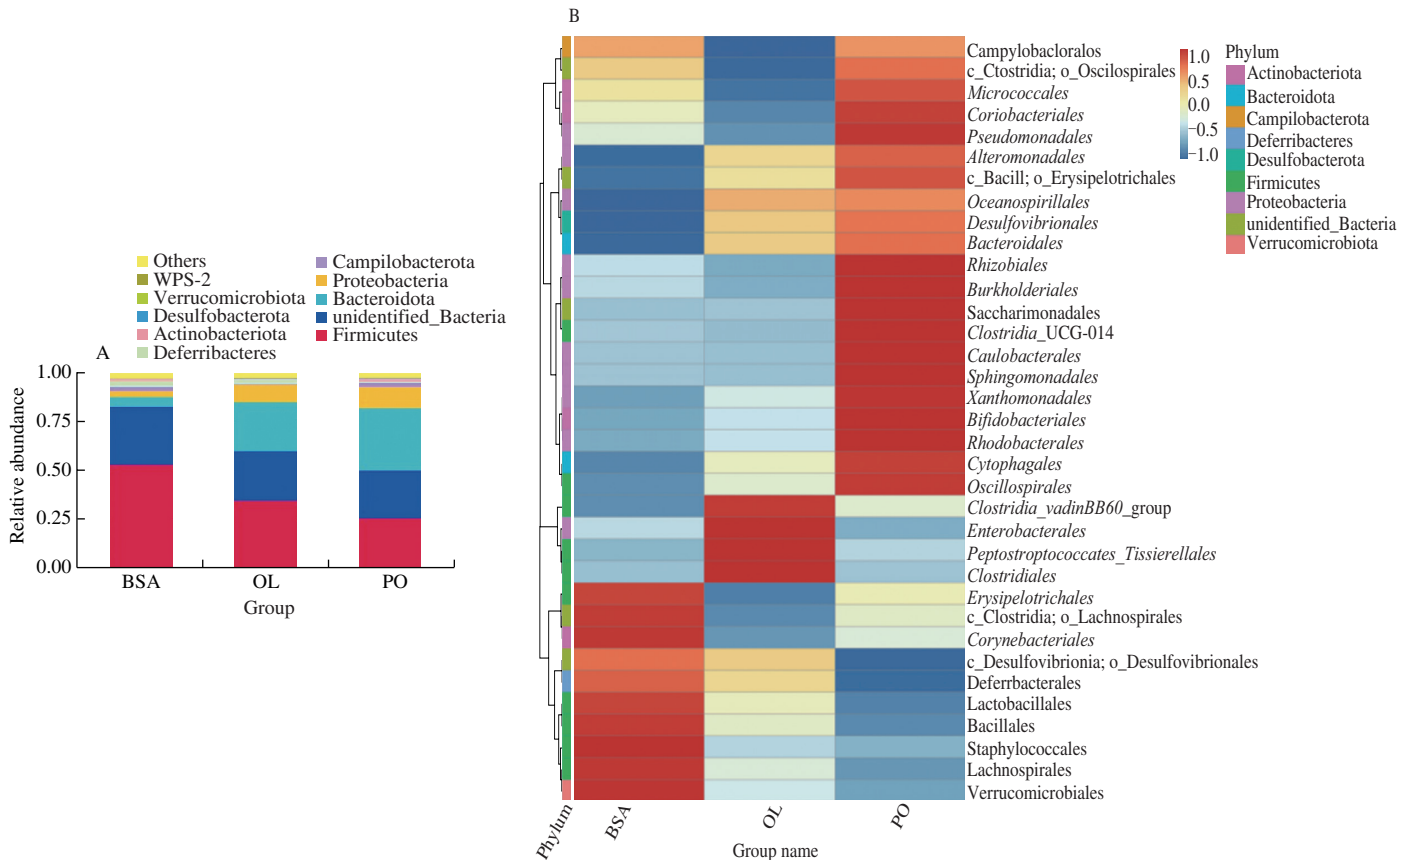 A
Others
WPS-2
Verrucomicrobiota
Desulfobacterota
Actinobacteriota
Deferribacteres
Campilobacterota
Proteobacteria
Bacteroidota
unidentified_Bacteria
Firmicutes
Relative abundance
1.00
0.75
0.50
0.25
0.00
BSA
OL
PO
Group
B
Campylobacloralos
c_Ctostridia; o_Oscilospirales
Micrococcales
Coriobacteriales
Pseudomonadales
Alteromonadales
c_Bacill; o_Erysipelotrichales
Oceanospirillales
Desulfovibrionales
Bacteroidales
Rhizobiales
Burkholderiales
Saccharimonadales
Clostridia_UCG-014
Caulobacterales
Sphingomonadales
Xanthomonadales
Bifidobacteriales
Rhodobacterales
Cytophagales
Oscillospirales
Clostridia_vadinBB60_group
Enterobacterales
Peptostroptococcates_Tissierellales
Clostridiales
Erysipelotrichales
c_Clostridia; o_Lachnospirales
Corynebacteriales
c_Desulfovibrionia; o_Desulfovibrionales
Deferrbacterales
Lactobacillales
Bacillales
Staphylococcales
Lachnospirales
Verrucomicrobiales
Phylum
BSA
OL
PO
Group name
1.0
0.5
0.0
−0.5
−1.0
Phylum
Actinobacteriota
Bacteroidota
Campilobacterota
Deferribacteres
Desulfobacterota
Firmicutes
Proteobacteria
unidentified_Bacteria
Verrucomicrobiota